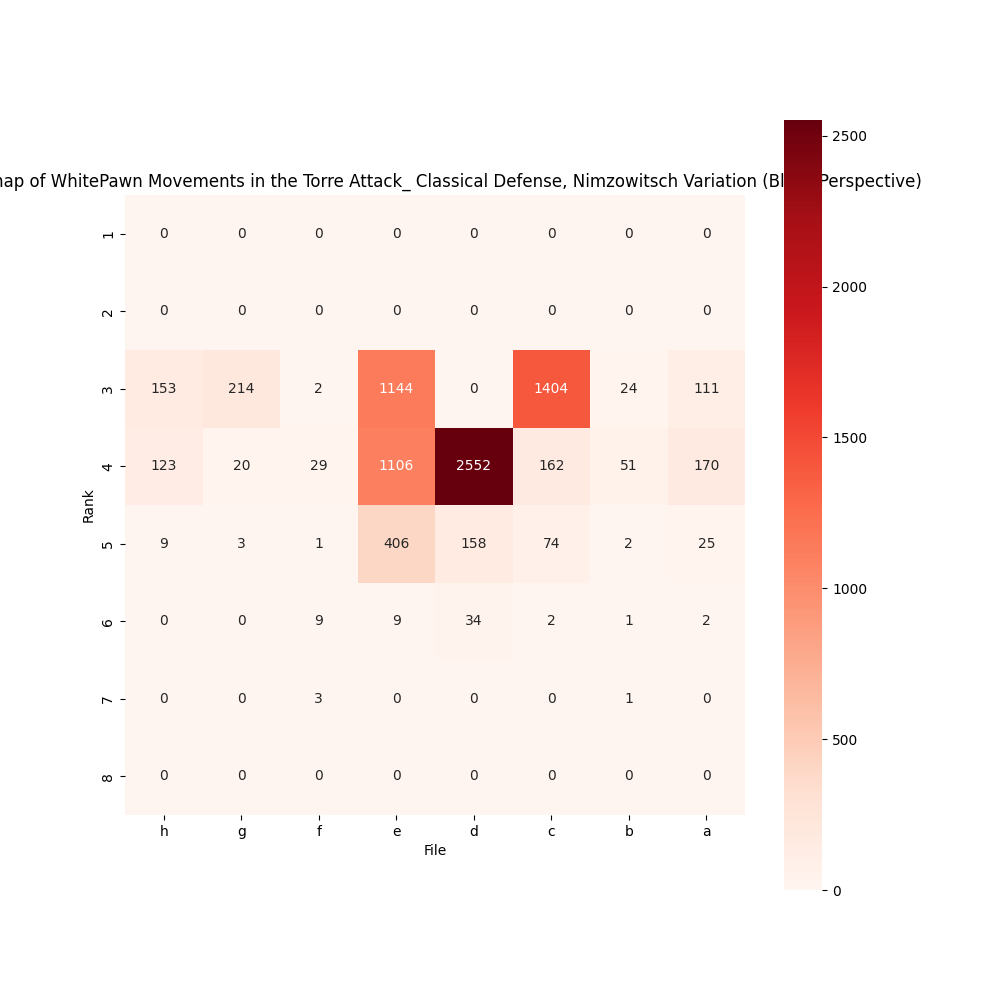 2500
map of WhitePawn Movements in the Torre Attack_ Classical Defense, Nimzowitsch Variation (Bl Perspective)
1 0 0 0 0 0 0 0 0
2000
2 0 0 0 0 0 0 0 0
3 153 214 2 1144 0 1404 24 111
1500
4 123 20 29 1106 2552 162 51 170
Rank
5 9 3 1 406 158 74 2 25
1000
6 0 0 9 9 34 2 1 2
7 0 0 3 0 0 0 1 0
500
8 0 0 0 0 0 0 0 0
h g f e d c b a
File
0